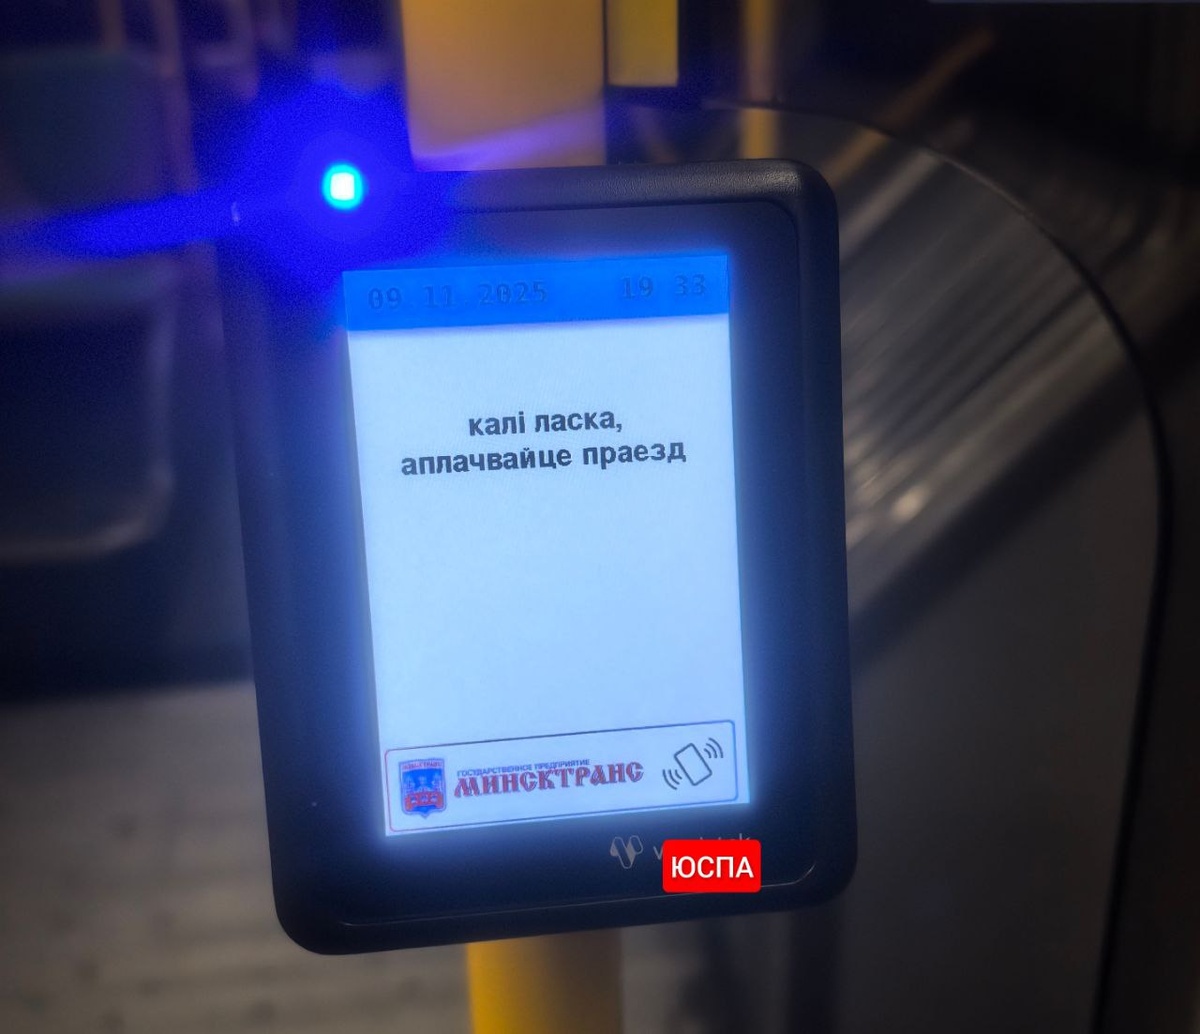 09.11.2025 19 33
калі ласка,
аплачвайце праезд
ГОСУДАРСТВЕННОЕ ПРЕДПРИЯТИЕ
МИНСКТРАНС
ЮСПА